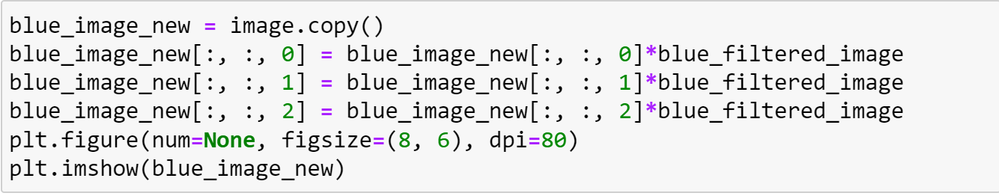 blue_image_new = image.copy()
blue_image_new[:, :, 0] = blue_image_new[:, :, 0]*blue_filtered_image
blue_image_new[:, :, 1] = blue_image_new[:, :, 1]*blue_filtered_image
blue_image_new[:, :, 2] = blue_image_new[:, :, 2]*blue_filtered_image
plt.figure(num=None, figsize=(8, 6), dpi=80)
plt.imshow(blue_image_new)